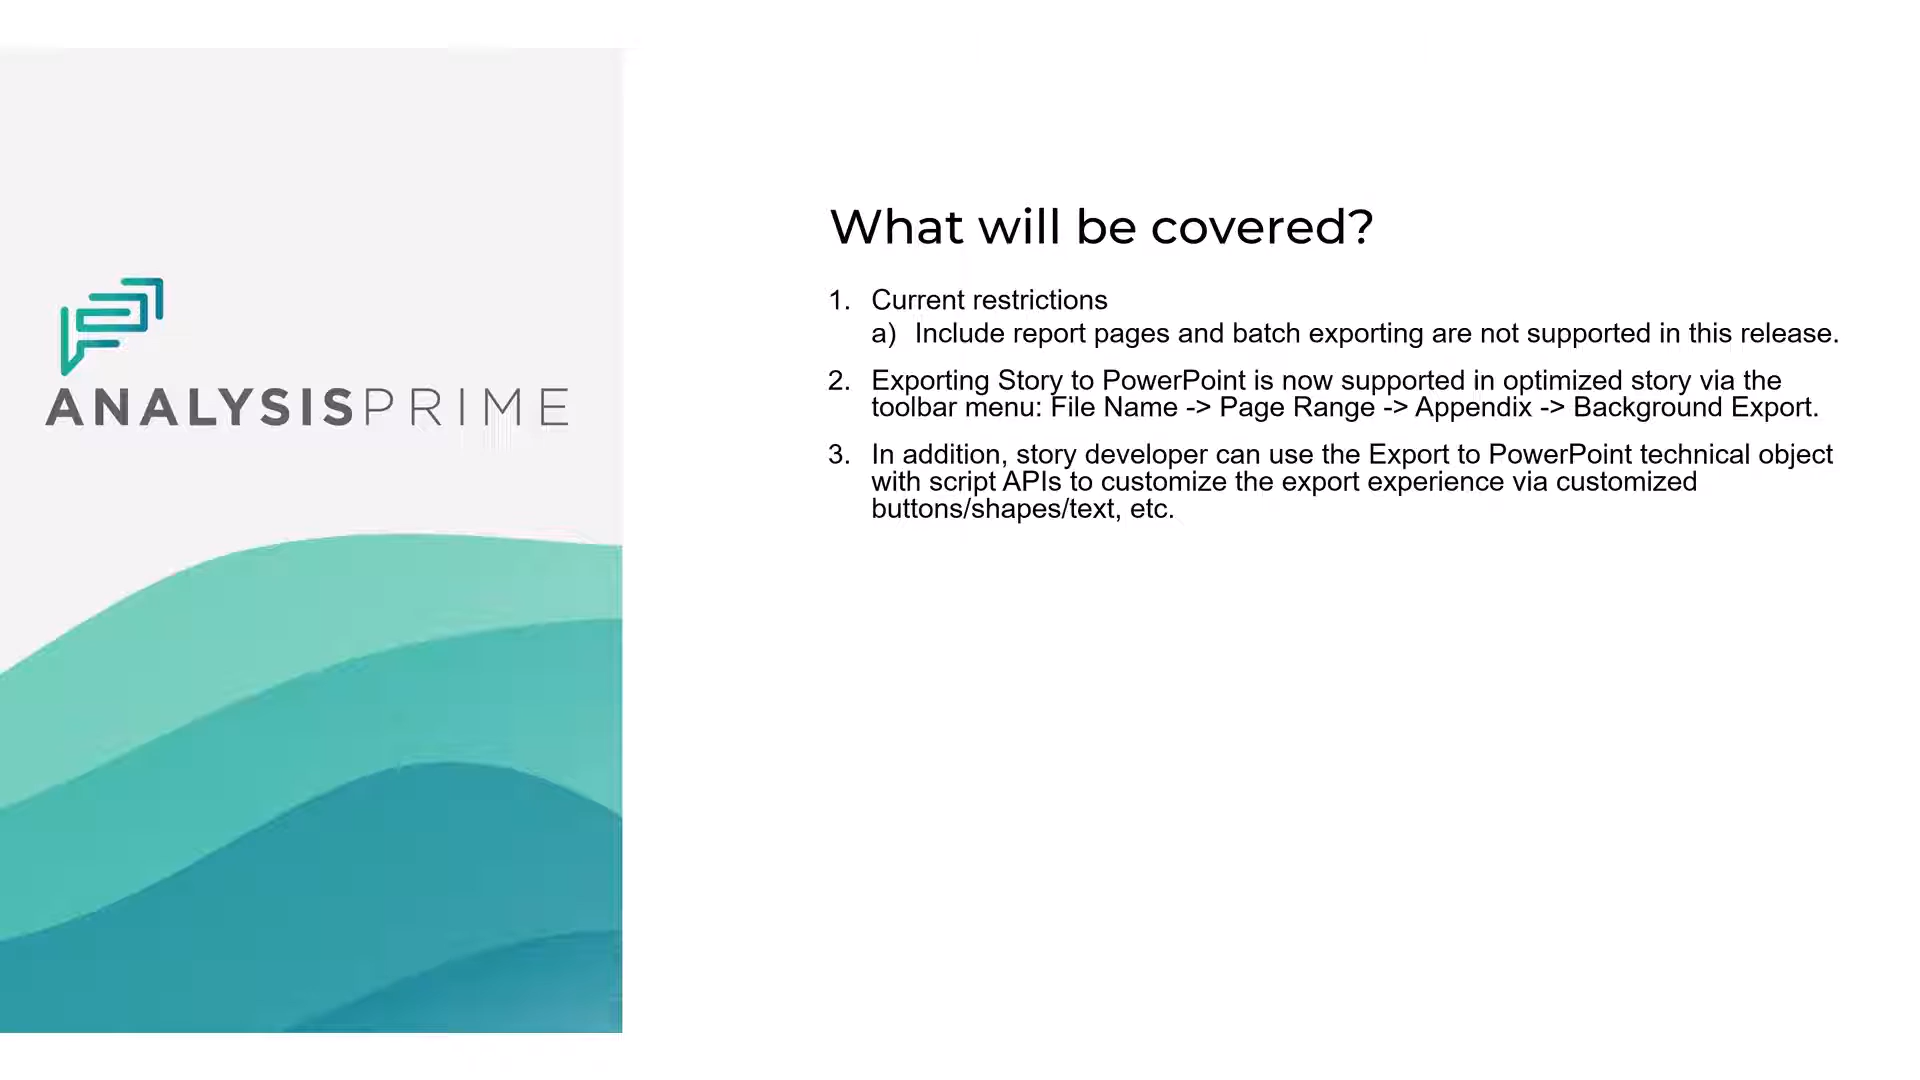 ANALYSISPRIME
What will be covered?
1. Current restrictions
a) Include report pages and batch exporting are not supported in this release.
2. Exporting Story to PowerPoint is now supported in optimized story via the
toolbar menu: File Name -> Page Range -> Appendix -> Background Export.
3. In addition, story developer can use the Export to PowerPoint technical object
with script APIs to customize the export experience via customized
buttons/shapes/text, etc.